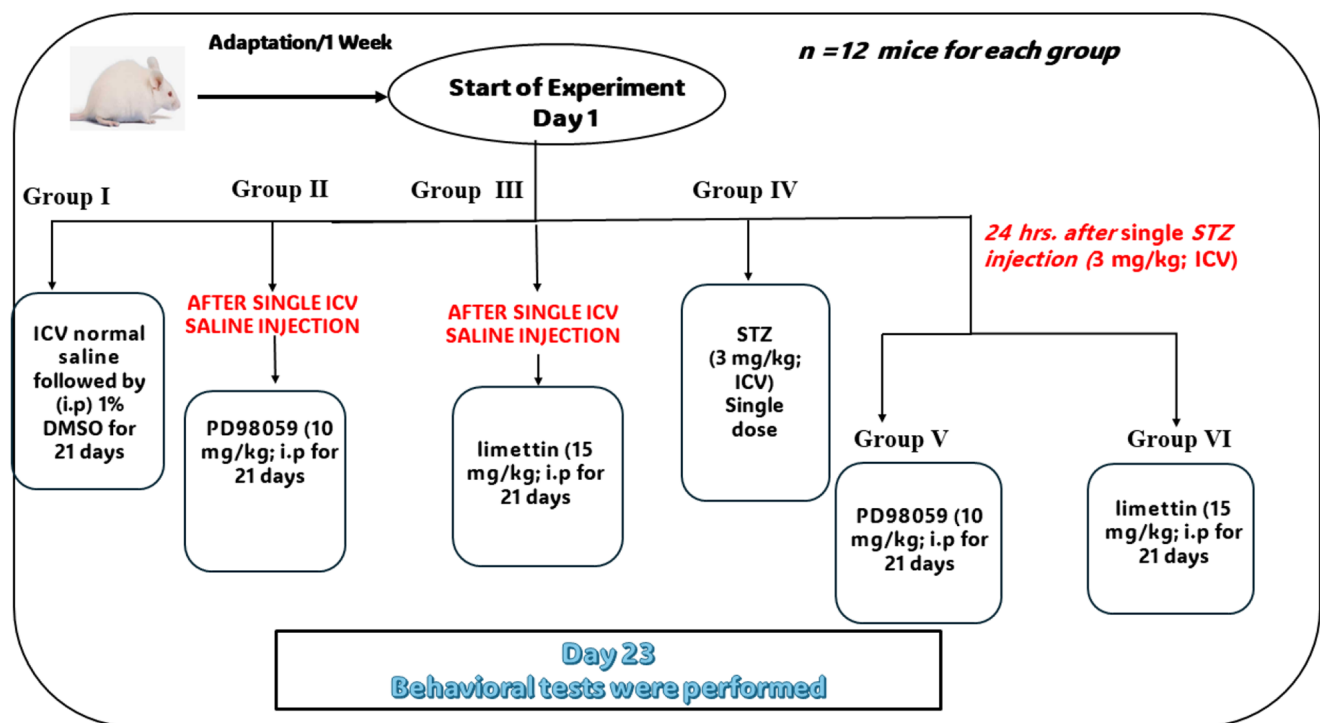 Adaptation/1 Week
n =12 mice for each group
Start of Experiment
Day 1
Group I
Group II
Group III
Group IV
24 hrs. after single STZ
injection (3 mg/kg; ICV)
ICV normal
saline
followed by
(i.p) 1%
DMSO for
21 days
AFTER SINGLE ICV
SALINE INJECTION
PD98059 (10
mg/kg; i.p for
21 days
AFTER SINGLE ICV
SALINE INJECTION
limettin (15
mg/kg; i.p for
21 days
STZ
(3 mg/kg;
ICV)
Single
dose
Group V
PD98059 (10
mg/kg; i.p for
21 days
Group VI
limettin (15
mg/kg; i.p for
21 days
Day 23
Behavioral tests were performed